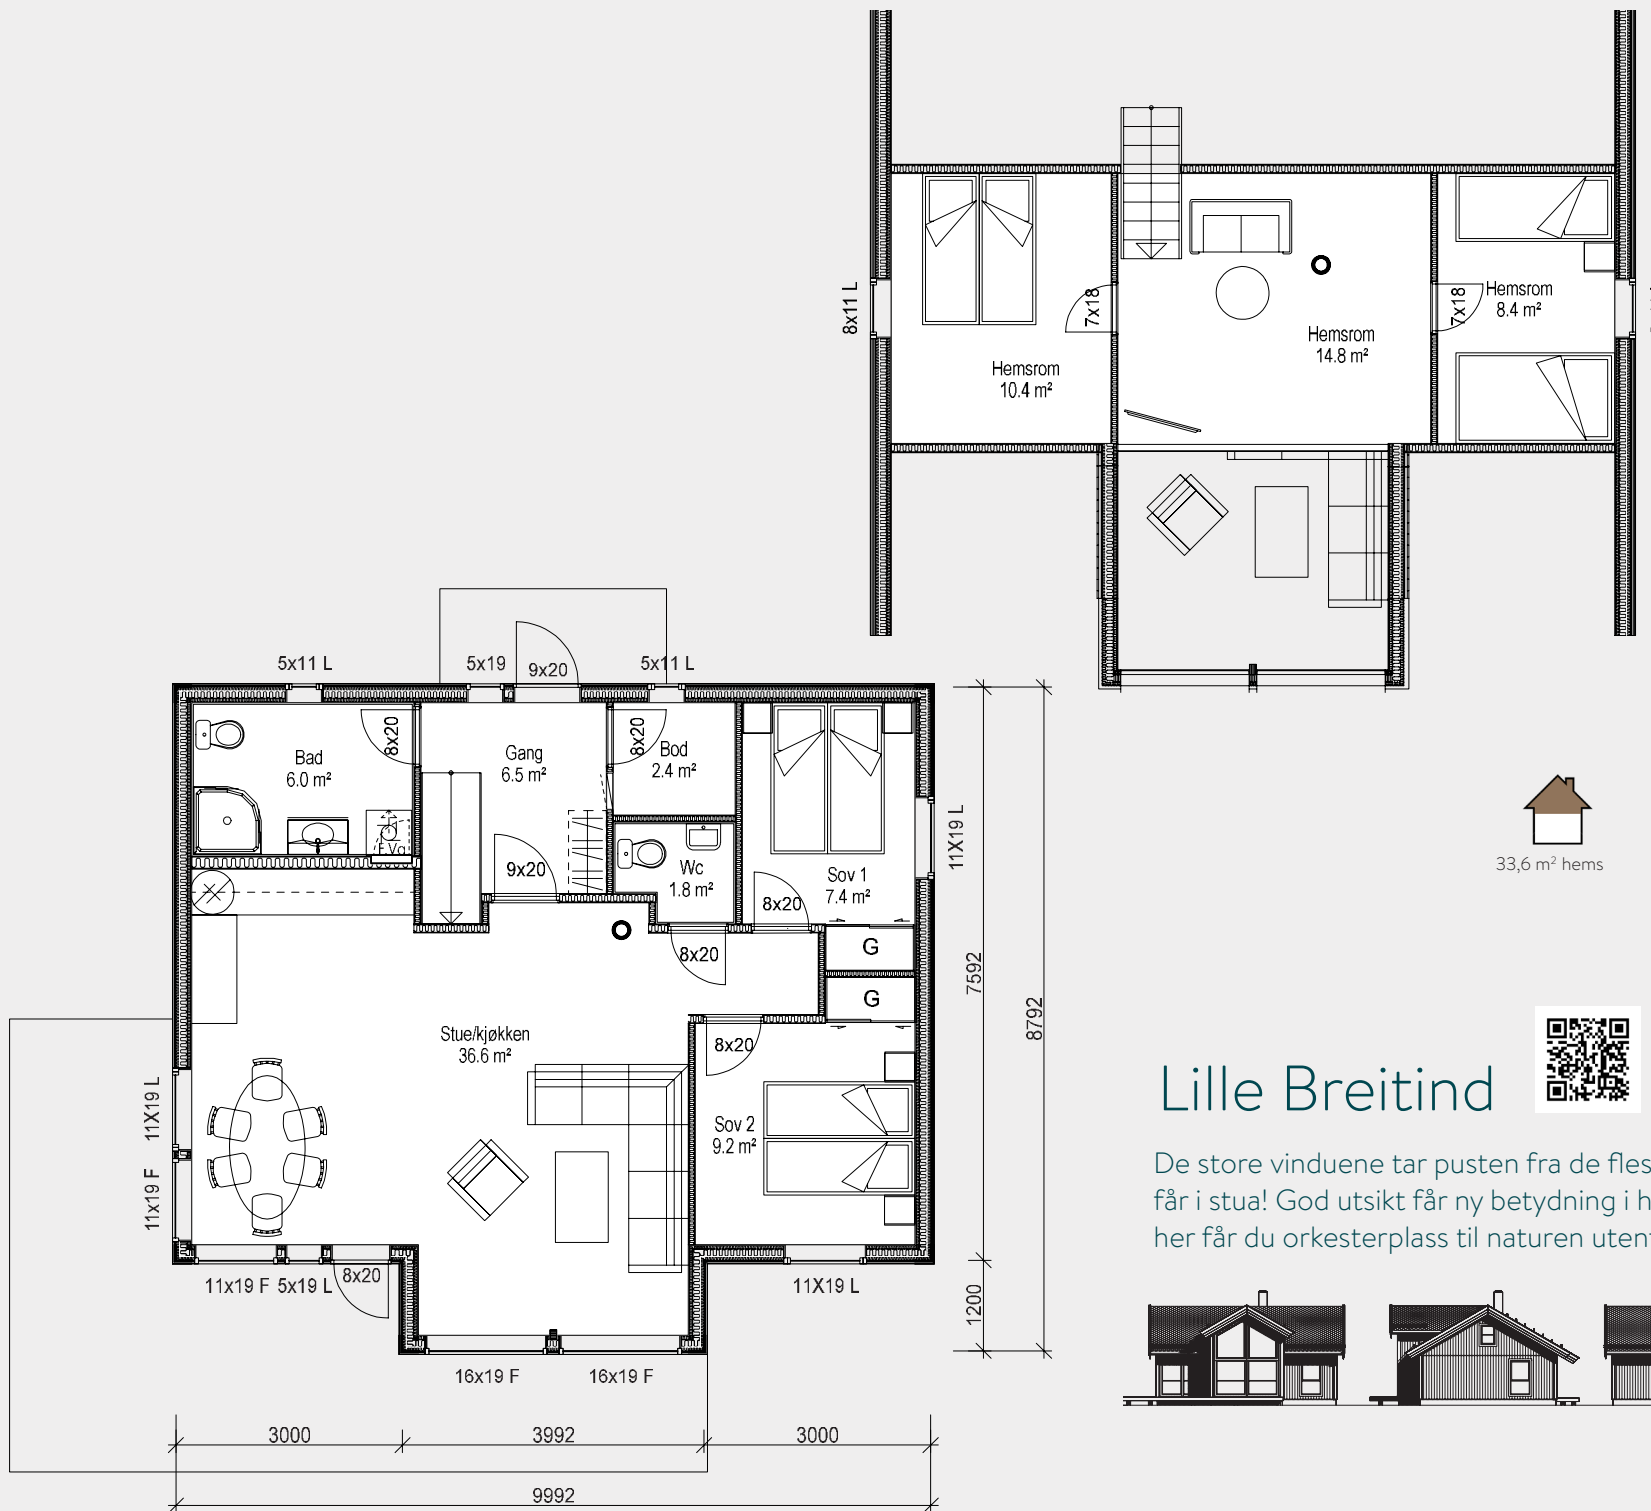 8x11 L
7x18
7x18
Hemsrom
8.4 m²
Hemsrom
14.8 m²
Hemsrom
10.4 m²
5x11 L
5x19
9x20
5x11 L
8x20
8x20
Bad
6.0 m²
Gang
6.5 m²
Bod
2.4 m²
11X19 L
F.Va
9x20
Wc
1.8 m²
Sov 1
7.4 m²
8x20
8x20
G
G
7592
8792
Stue/kjøkken
36.6 m²
8x20
Sov 2
9.2 m²
11X19 L
11x19 F
11x19 F
5x19 L
8x20
11X19 L
1200
16x19 F
16x19 F
3000
3992
3000
9992
33,6 m² hems
Lille Breitind
De store vinduene tar pusten fra de
får i stua! God utsikt får ny betydning i
her får du orkesterplass til naturen